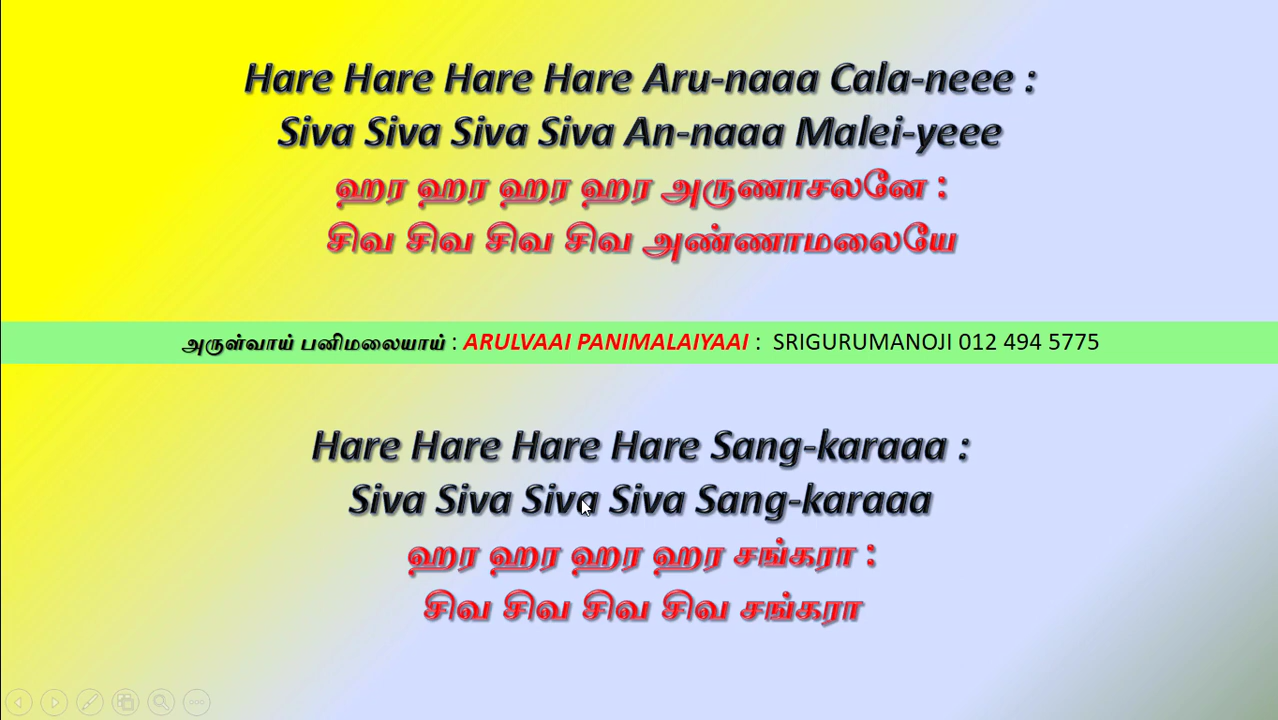 Hare Hare Hare Hare Aru-naaa Cala-neee :
Siva Siva Siva Siva An-naaa Malei-yeee
ஹர ஹர ஹர ஹர அருணாசலனே :
சிவ சிவ சிவ சிவ அண்ணாமலையே
அருள்வாய் பனிமலையாய் : ARULVAAI PANIMALAIYAAI : SRIGURUMANOJI 012 494 5775
Hare Hare Hare Hare Sang-karaaa :
Siva Siva Siva Siva Sang-karaaa
ஹர ஹர ஹர ஹர சங்கரா :
சிவ சிவ சிவ சிவ சங்கரா